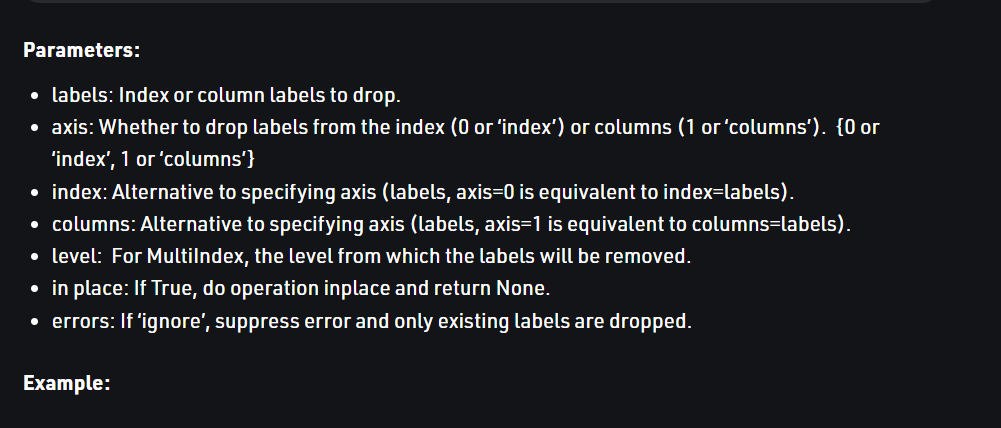 Parameters:
• labels: Index or column labels to drop.
• axis: Whether to drop labels from the index (0 or ‘index’) or columns (1 or ‘columns’).  {0 or
‘index’, 1 or ‘columns’}
• index: Alternative to specifying axis (labels, axis=0 is equivalent to index=labels).
• columns: Alternative to specifying axis (labels, axis=1 is equivalent to columns=labels).
• level:  For MultiIndex, the level from which the labels will be removed.
• in place: If True, do operation inplace and return None.
• errors: If ‘ignore’, suppress error and only existing labels are dropped.
Example: